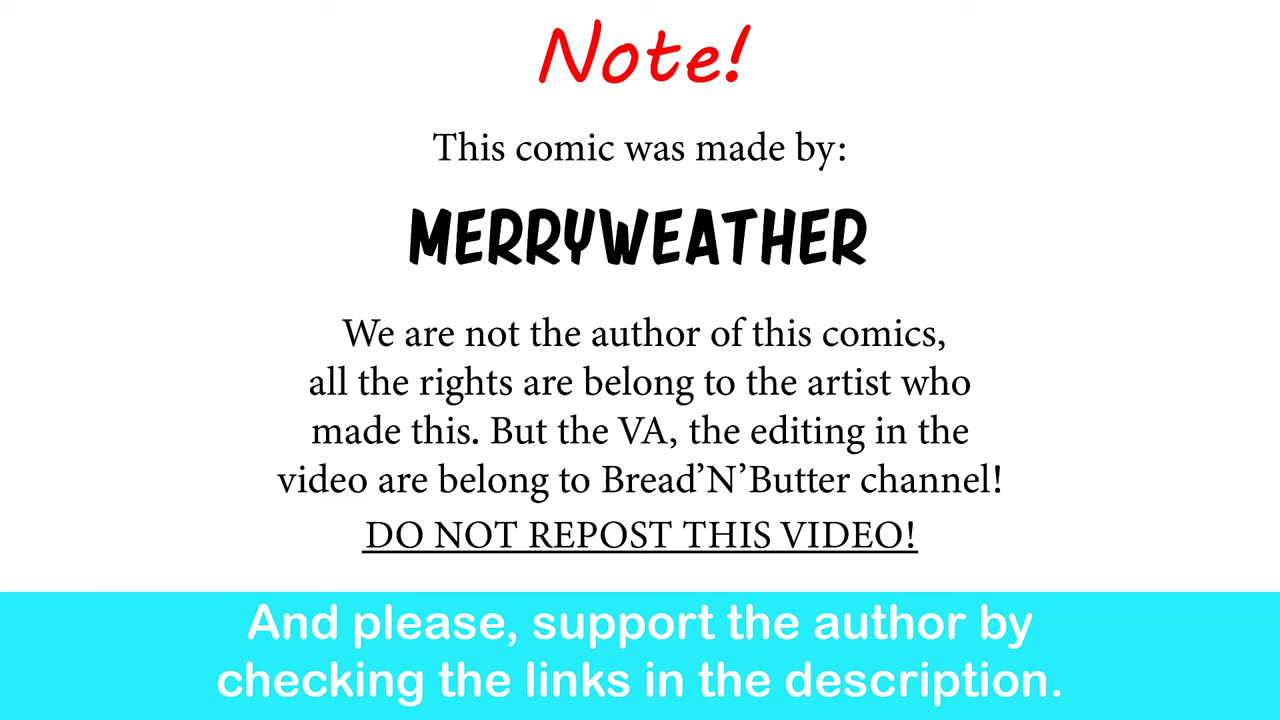 Note!
This comic was made by:
MERRYWEATHER
We are not the author of this comics,
all the rights are belong to the artist who
made this. But the VA, the editing in the
video are belong to Bread’N’Butter channel!
DO NOT REPOST THIS VIDEO!
And please, support the author by
checking the links in the description.